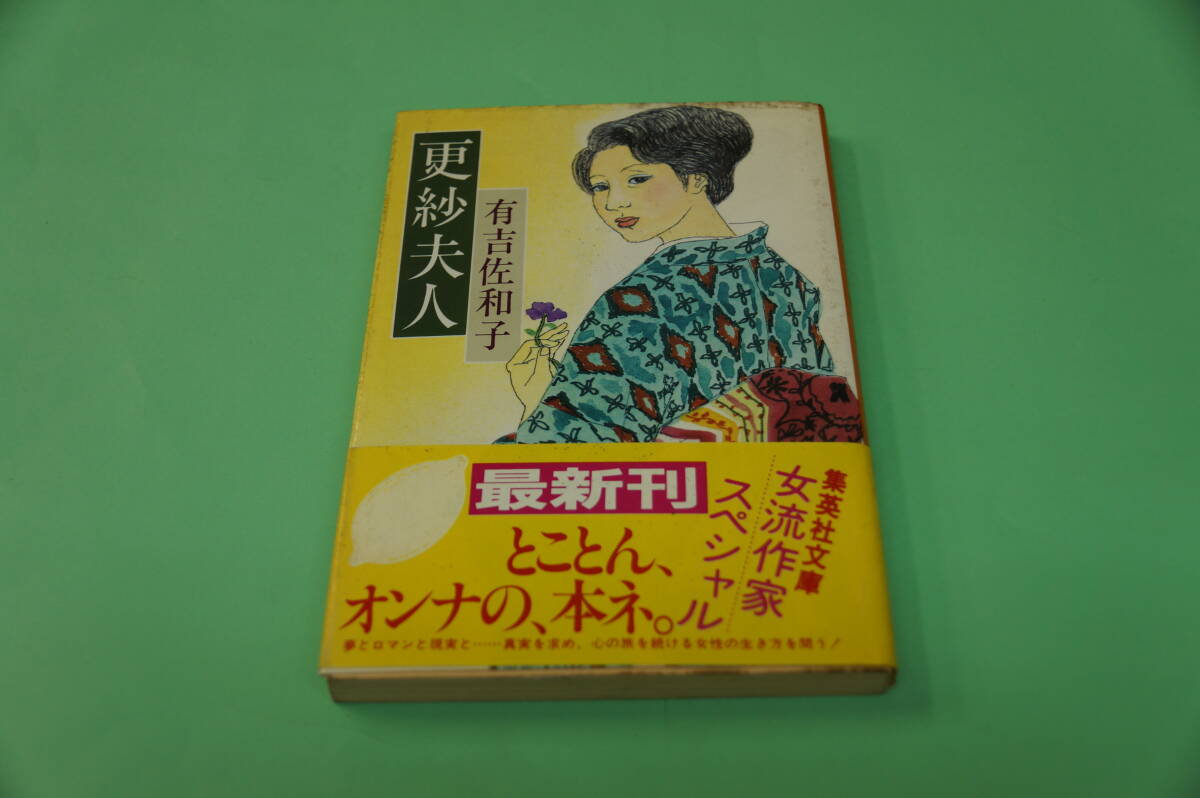 更紗夫人
有吉佐和子
集英社文庫
女流作家
スペシャル
最新刊
とことん、
オンナの、本ネ。
夢とロマンと現実と……真実を求め、心の旅を続ける女性の生き方を問う!